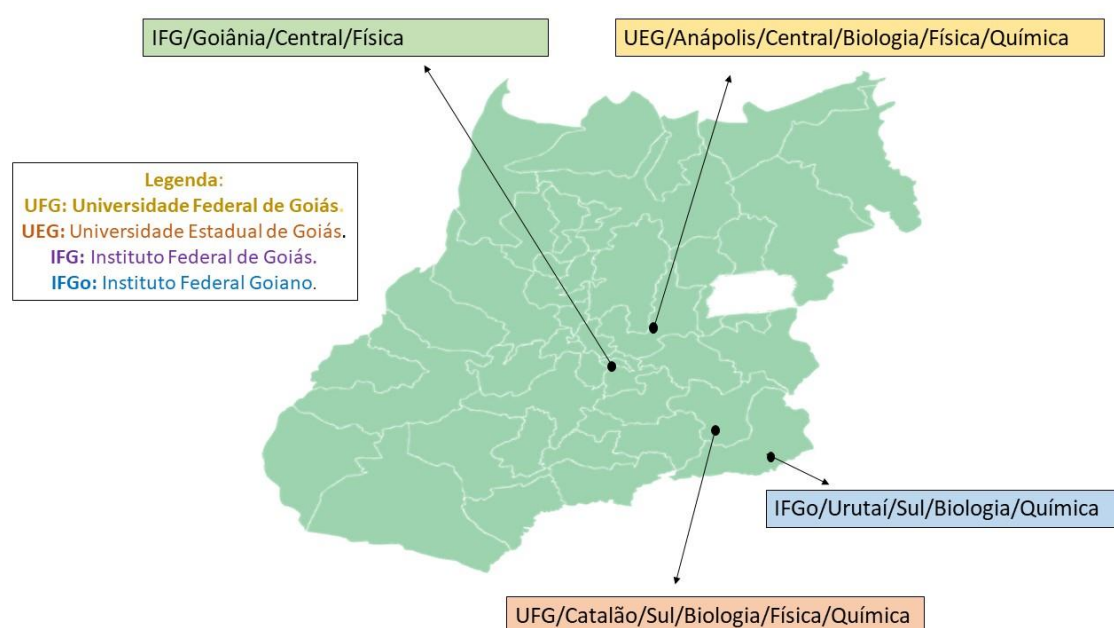 IFG/Goiânia/Central/Física
UEG/Anápolis/Central/Biologia/Física/Química
Legenda:
UFG: Universidade Federal de Goiás.
UEG: Universidade Estadual de Goiás.
IFG: Instituto Federal de Goiás.
IFGo: Instituto Federal Goiano.
IFGo/Urutaí/Sul/Biologia/Química
UFG/Catalão/Sul/Biologia/Física/Química